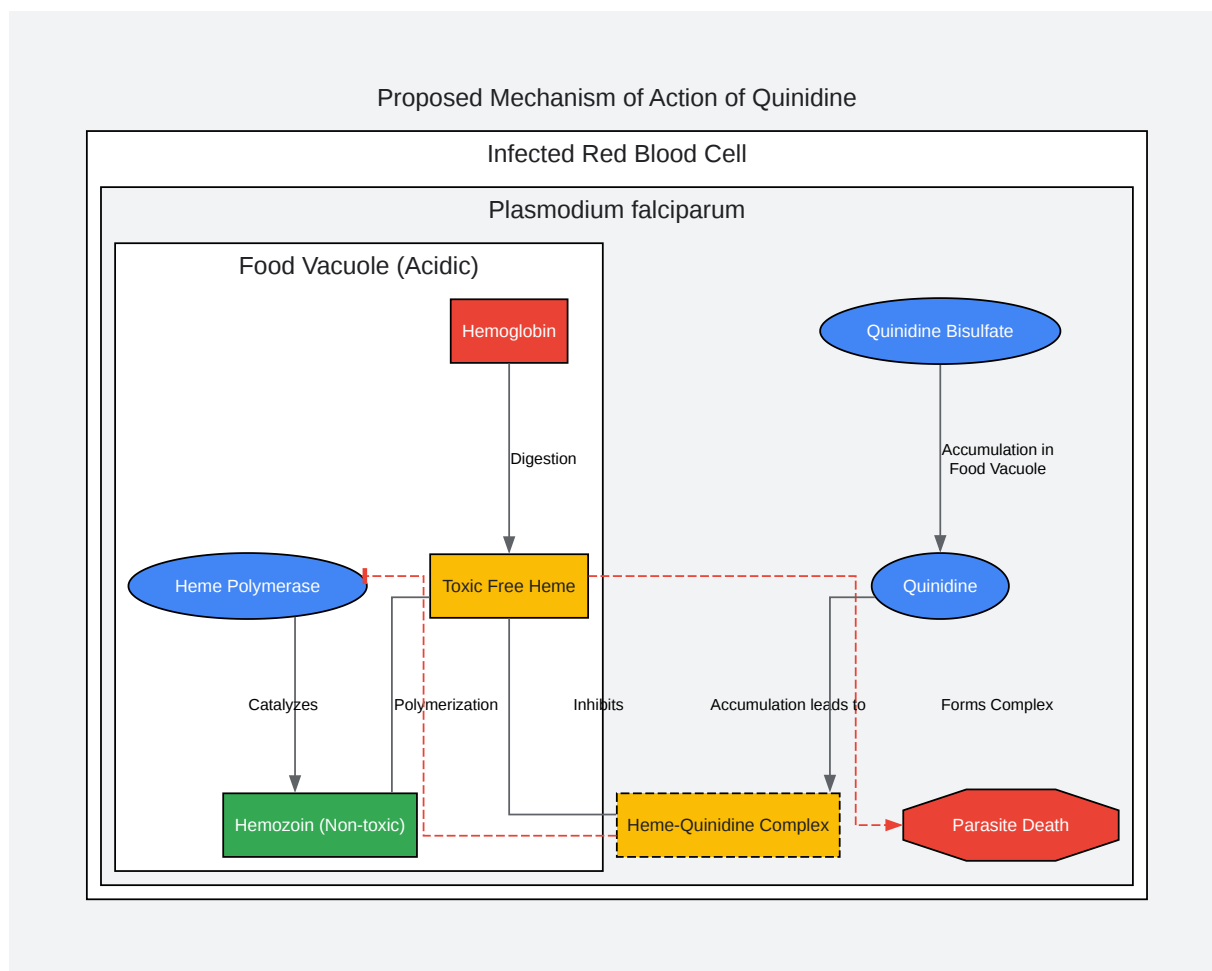 Proposed Mechanism of Action of Quinidine
Infected Red Blood Cell
Plasmodium falciparum
Food Vacuole (Acidic)
Hemoglobin
Quinidine Bisulfate
Digestion
Accumulation in
Food Vacuole
Heme Polymerase
Toxic Free Heme
Quinidine
Catalyzes
Polymerization
Inhibits
Accumulation leads to
Forms Complex
Hemozoin (Non-toxic)
Heme-Quinidine Complex
Parasite Death